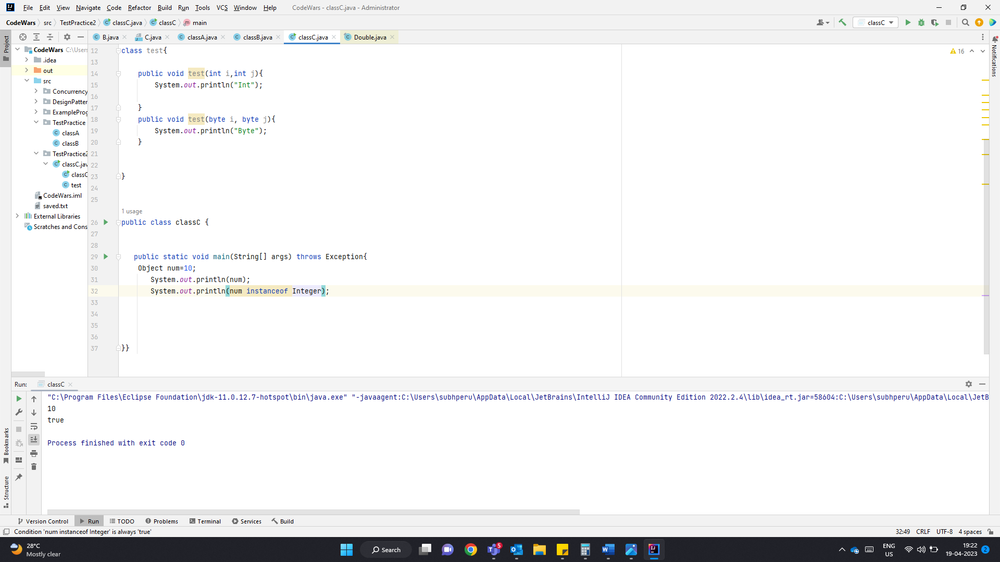 File Edit View Navigate Code Refactor Build Run Tools VCS Window Help CodeWars - classC.java - Administrator
CodeWars src TestPractice2 classC.java classC main classC
B.java C.java classA.java classB.java classC.java Double.java
Project
Notifications
CodeWars C:\Users
.idea
out
src
Concurrency
DesignPatter
ExampleProg
TestPractice
classA
classB
TestPractice2
classC.jav
classC
test
CodeWars.iml
saved.txt
External Libraries
Scratches and Cons
16
12 class test{
13
14 public void test(int i,int j){
15 System.out.println("Int");
16
17 }
18 public void test(byte i, byte j){
19 System.out.println("Byte");
20 }
21
22
23 }
24
25
1 usage
26 public class classC {
27
28
29 public static void main(String[] args) throws Exception{
30 Object num=10;
31 System.out.println(num);
32 System.out.println(num instanceof Integer);
33
34
35
36
37 }}
Run: classC
"C:\Program Files\Eclipse Foundation\jdk-11.0.12.7-hotspot\bin\java.exe" "-javaagent:C:\Users\subhperu\AppData\Local\JetBrains\IntelliJ IDEA Community Edition 2022.2.4\lib\idea_rt.jar=58604:C:\Users\subhperu\AppData\Local\JetB
10
true
Process finished with exit code 0
Bookmarks
Structure
Version Control Run TODO Problems Terminal Services Build
Condition 'num instanceof Integer' is always 'true' 32:49 CRLF UTF-8 4 spaces
28°C
Mostly clear
Search
5
ENG
US
19:22
19-04-2023
2